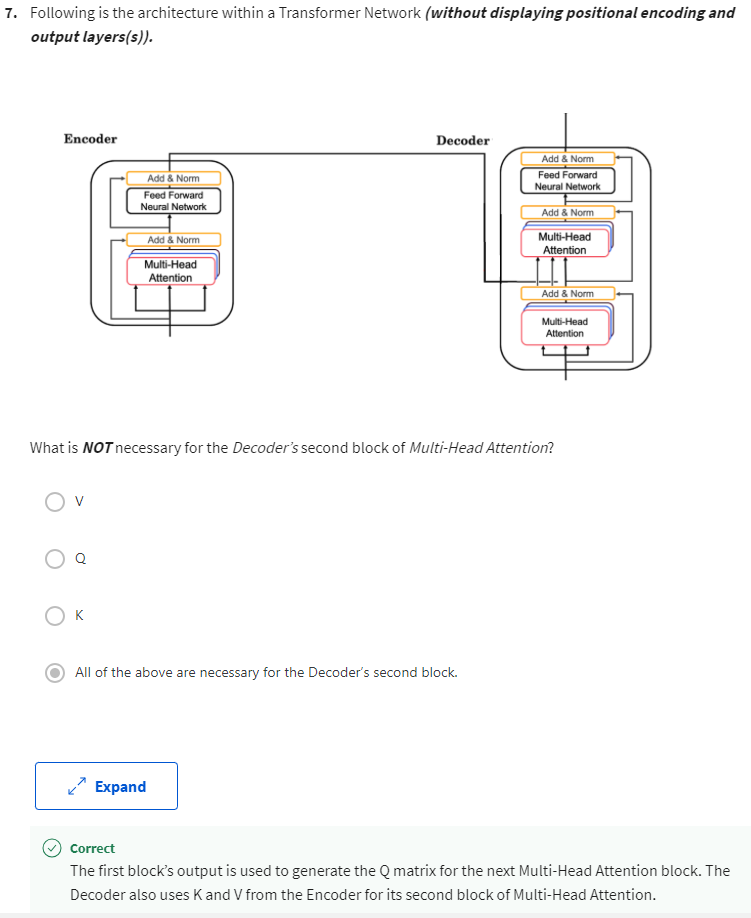 7. Following is the architecture within a Transformer Network (without displaying positional encoding and
output layers(s)).
Encoder
Add & Norm
Feed Forward
Neural Network
Add & Norm
Multi-Head
Attention
Decoder
Add & Norm
Feed Forward
Neural Network
Add & Norm
Multi-Head
Attention
Add & Norm
Multi-Head
Attention
What is NOT necessary for the Decoder's second block of Multi-Head Attention?
V
Q
K
All of the above are necessary for the Decoder's second block.
Expand
Correct
The first block's output is used to generate the Q matrix for the next Multi-Head Attention block. The
Decoder also uses K and V from the Encoder for its second block of Multi-Head Attention.